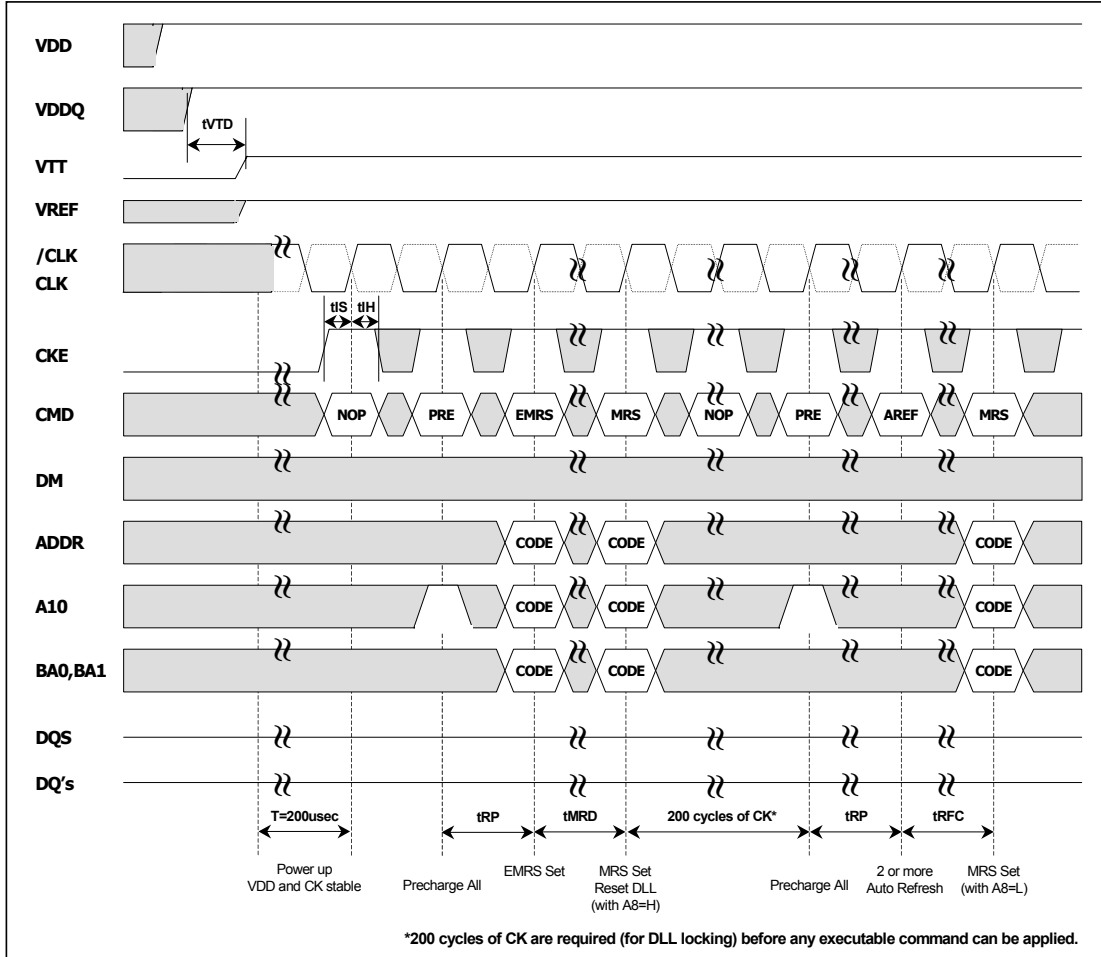 VDD
VDDQ
tVTD
VTT
VREF
/CLK
CLK
tIS tIH
CKE
CMD NOP PRE EMRS MRS NOP PRE AREF MRS
DM
ADDR CODE CODE CODE
A10 CODE CODE CODE
BA0,BA1 CODE CODE CODE
DQS
DQ's
T=200usec tRP tMRD 200 cycles of CK* tRP tRFC
Power up
VDD and CK stable
Precharge All
EMRS Set
MRS Set
Reset DLL
(with A8=H)
Precharge All
2 or more
Auto Refresh
MRS Set
(with A8=L)
*200 cycles of CK are required (for DLL locking) before any executable command can be applied.